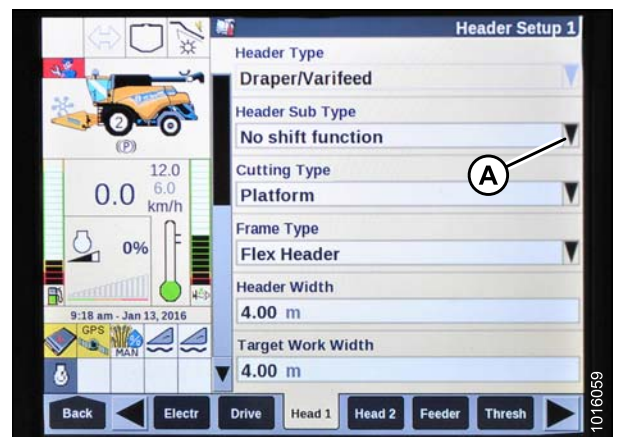 Header Setup 1
Header Type
Draper/Varifeed
Header Sub Type
No shift function
A
Cutting Type
Platform
Frame Type
Flex Header
Header Width
4.00 m
Target Work Width
4.00 m
2
(P)
12.0
0.0 6.0
km/h
0%
9:18 am - Jan 13, 2016
GPS
MAN
Back Electr Drive Head 1 Head 2 Feeder Thresh
1016059